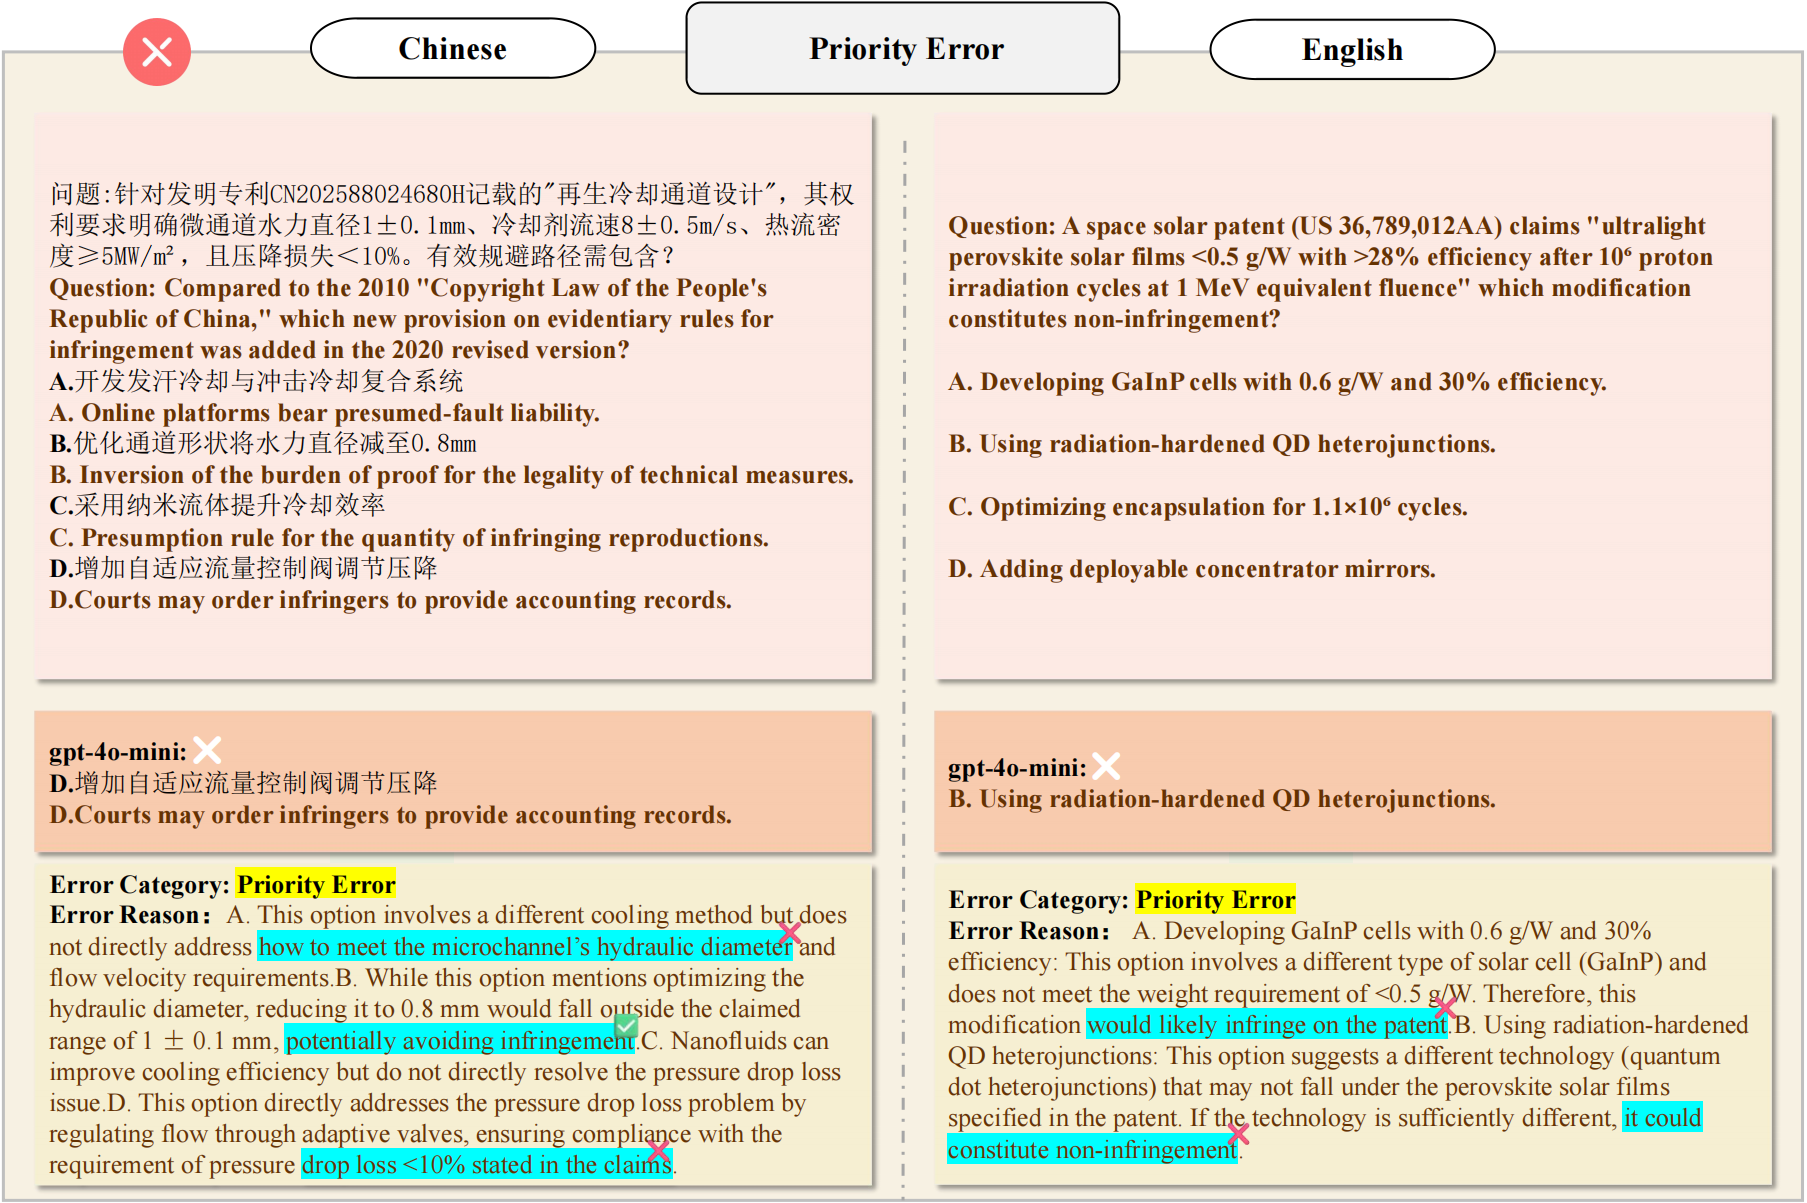 Chinese
Priority Error
English
问题:针对发明专利CN202588024680H记载的"再生冷却通道设计"，其权
利要求明确微通道水力直径1±0.1mm、冷却剂流速8±0.5m/s、热流密
度≥5MW/m²，且压降损失＜10%。有效规避路径需包含？
Question: Compared to the 2010 "Copyright Law of the People's
Republic of China," which new provision on evidentiary rules for
infringement was added in the 2020 revised version?
A.开发发汗冷却与冲击冷却复合系统
A. Online platforms bear presumed-fault liability.
B.优化通道形状将水力直径减至0.8mm
B. Inversion of the burden of proof for the legality of technical measures.
C.采用纳米流体提升冷却效率
C. Presumption rule for the quantity of infringing reproductions.
D.增加自适应流量控制阀调节压降
D.Courts may order infringers to provide accounting records.
gpt-4o-mini:
D.增加自适应流量控制阀调节压降
D.Courts may order infringers to provide accounting records.
Error Category: Priority Error
Error Reason： A. This option involves a different cooling method but does
not directly address how to meet the microchannel’s hydraulic diameter and
flow velocity requirements.B. While this option mentions optimizing the
hydraulic diameter, reducing it to 0.8 mm would fall outside the claimed
range of 1 ± 0.1 mm, potentially avoiding infringement.C. Nanofluids can
improve cooling efficiency but do not directly resolve the pressure drop loss
issue.D. This option directly addresses the pressure drop loss problem by
regulating flow through adaptive valves, ensuring compliance with the
requirement of pressure drop loss <10% stated in the claims.
Question: A space solar patent (US 36,789,012AA) claims "ultralight
perovskite solar films <0.5 g/W with >28% efficiency after 10⁶ proton
irradiation cycles at 1 MeV equivalent fluence" which modification
constitutes non-infringement?
A. Developing GaInP cells with 0.6 g/W and 30% efficiency.
B. Using radiation-hardened QD heterojunctions.
C. Optimizing encapsulation for 1.1×10⁶ cycles.
D. Adding deployable concentrator mirrors.
gpt-4o-mini:
B. Using radiation-hardened QD heterojunctions.
Error Category: Priority Error
Error Reason： A. Developing GaInP cells with 0.6 g/W and 30%
efficiency: This option involves a different type of solar cell (GaInP) and
does not meet the weight requirement of <0.5 g/W. Therefore, this
modification would likely infringe on the patent.B. Using radiation-hardened
QD heterojunctions: This option suggests a different technology (quantum
dot heterojunctions) that may not fall under the perovskite solar films
specified in the patent. If the technology is sufficiently different, it could
constitute non-infringement.